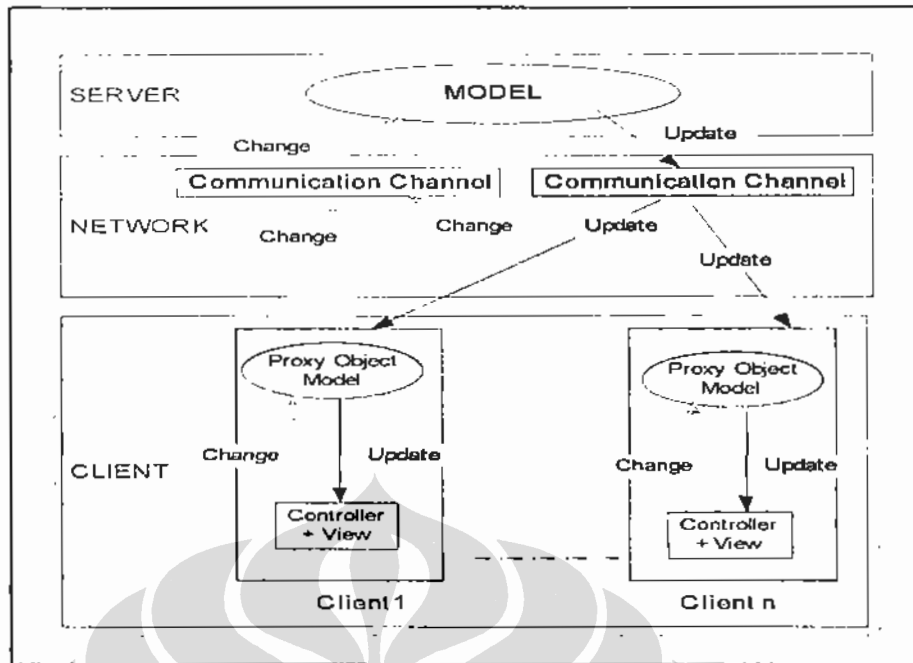 SERVER
MODEL
Change
Update
Communication Channel
Communication Channel
NETWORK
Change
Change
Update
Update
Proxy Object
Model
Proxy Object
Model
CLIENT
Change
Update
Change
Update
Controller
+ View
Controller
+ View
Client 1
Client n